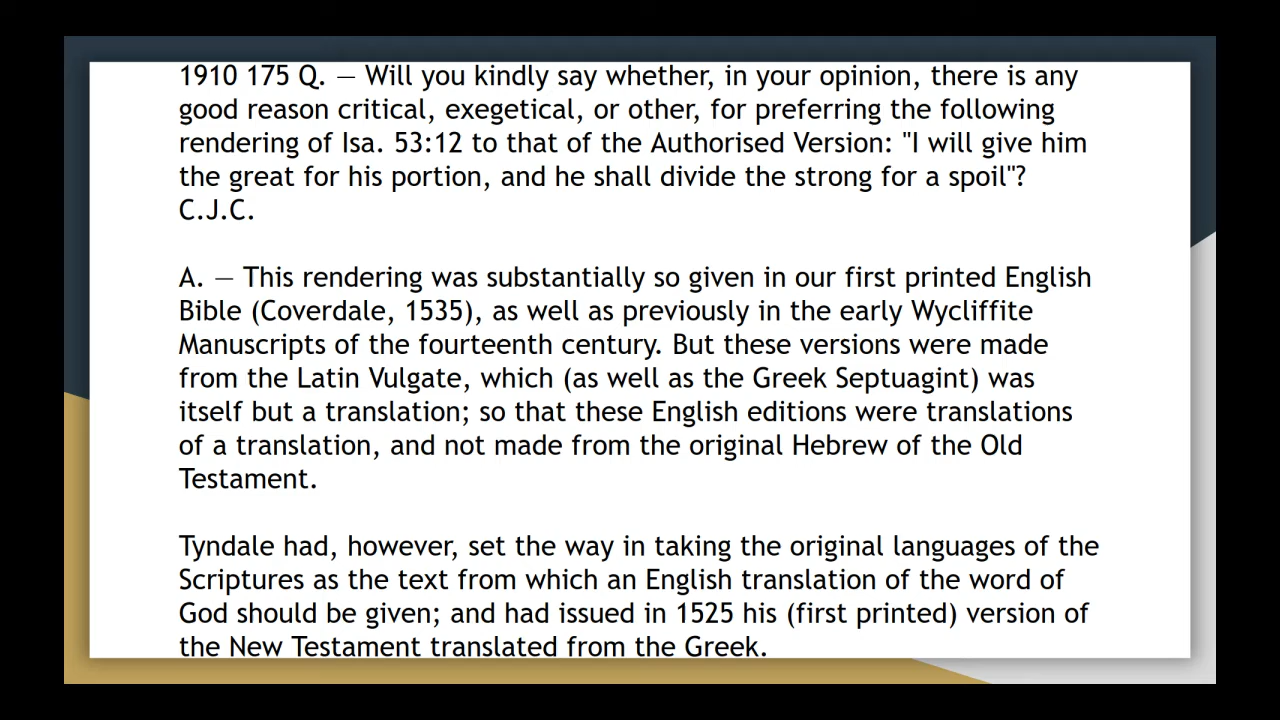 1910 175 Q. — Will you kindly say whether, in your opinion, there is any
good reason critical, exegetical, or other, for preferring the following
rendering of Isa. 53:12 to that of the Authorised Version: "I will give him
the great for his portion, and he shall divide the strong for a spoil"?
C.J.C.
A. — This rendering was substantially so given in our first printed English
Bible (Coverdale, 1535), as well as previously in the early Wycliffite
Manuscripts of the fourteenth century. But these versions were made
from the Latin Vulgate, which (as well as the Greek Septuagint) was
itself but a translation; so that these English editions were translations
of a translation, and not made from the original Hebrew of the Old
Testament.
Tyndale had, however, set the way in taking the original languages of the
Scriptures as the text from which an English translation of the word of
God should be given; and had issued in 1525 his (first printed) version of
the New Testament translated from the Greek.